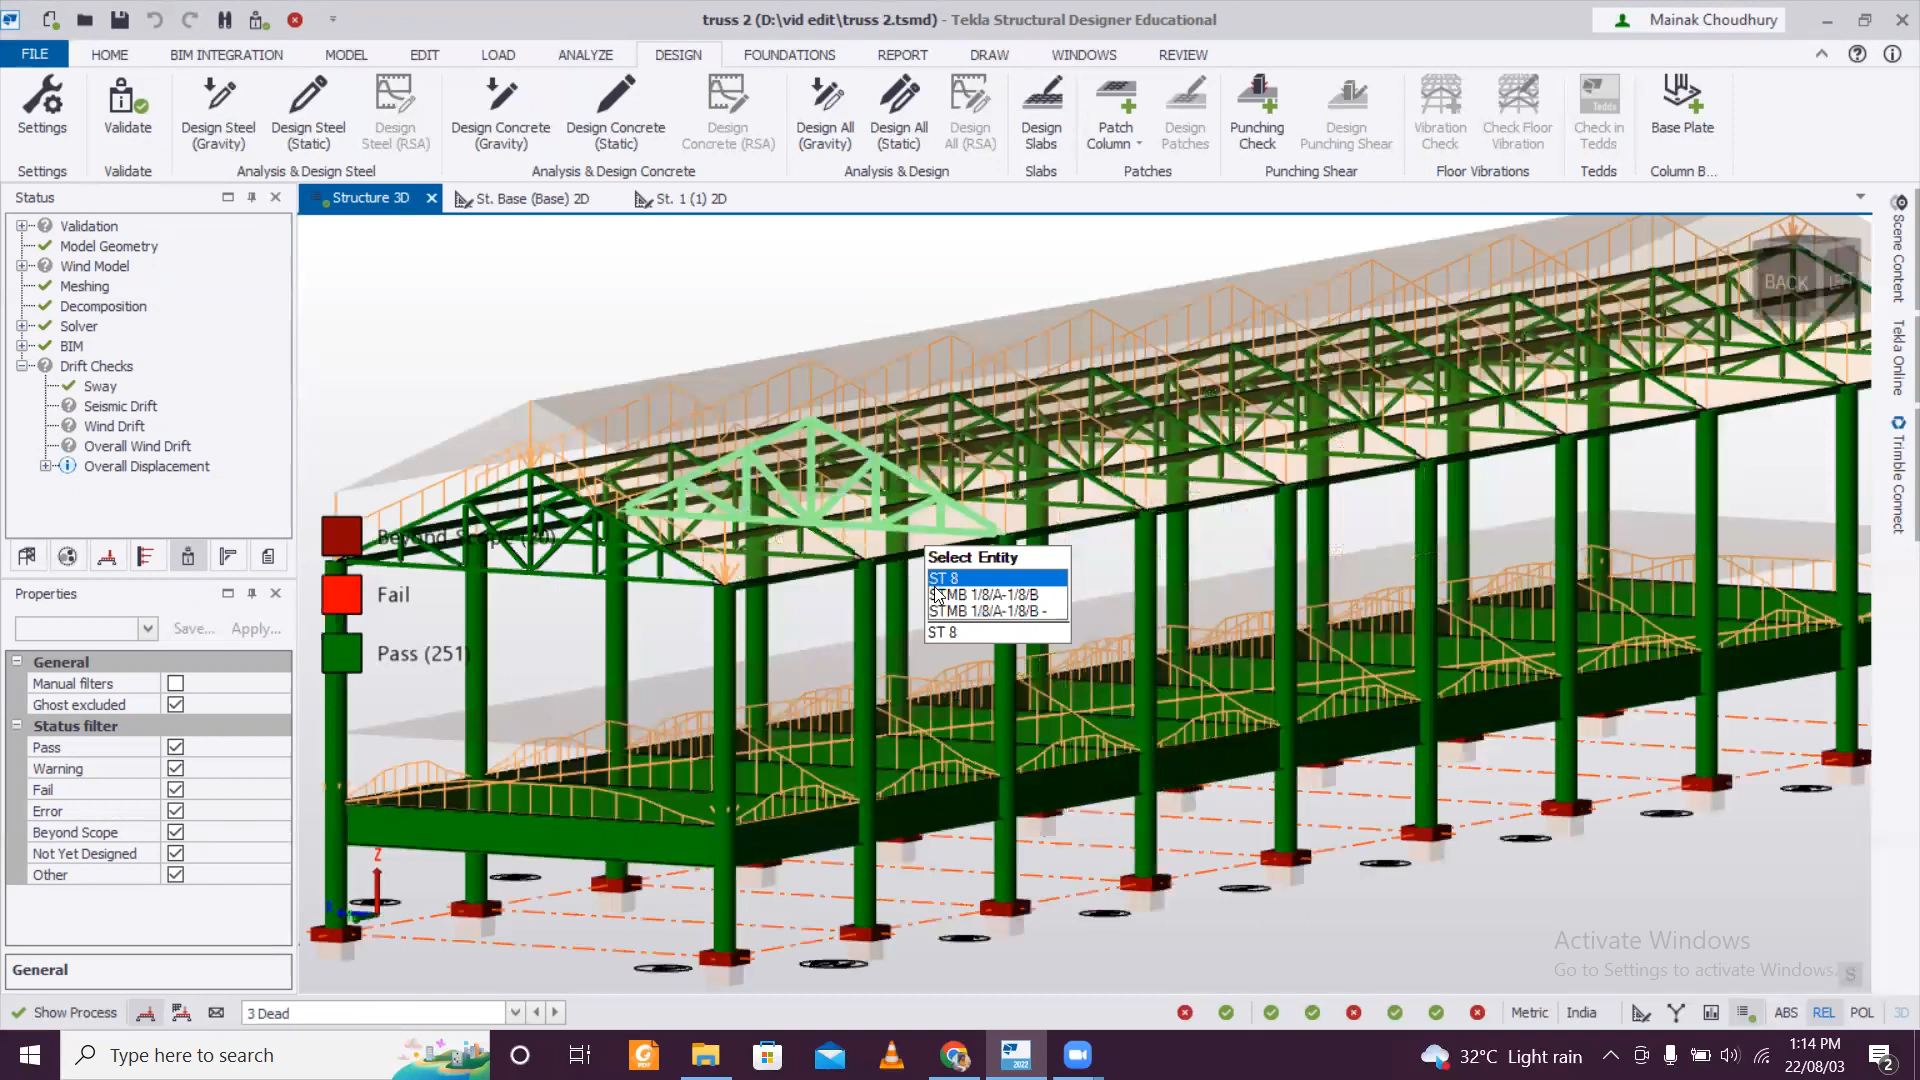 truss 2 (D:\vid edit\truss 2.tsmd) - Tekla Structural Designer Educational
Mainak Choudhury
FILE HOME BIM INTEGRATION MODEL EDIT LOAD ANALYZE DESIGN FOUNDATIONS REPORT DRAW WINDOWS REVIEW
Settings
Validate
Design Steel (Gravity)
Design Steel (Static)
Design Steel (RSA)
Design Concrete (Gravity)
Design Concrete (Static)
Design Concrete (RSA)
Design All (Gravity)
Design All (Static)
Design All (RSA)
Design Slabs
Patch Column
Design Patches
Punching Check
Design Punching Shear
Vibration Check
Check Floor Vibration
Check in Tedds
Base Plate
Settings
Validate
Analysis & Design Steel
Analysis & Design Concrete
Analysis & Design
Slabs
Patches
Punching Shear
Floor Vibrations
Tedds
Column B...
Status
Structure 3D
St. Base (Base) 2D
St. 1 (1) 2D
Validation
Model Geometry
Wind Model
Meshing
Decomposition
Solver
BIM
Drift Checks
Sway
Seismic Drift
Wind Drift
Overall Wind Drift
Overall Displacement
Properties
Save...
Apply...
General
Manual filters
Ghost excluded
Status filter
Pass
Warning
Fail
Error
Beyond Scope
Not Yet Designed
Other
General
Beyond Scope (20)
Fail
Pass (251)
Z
BACK
LEFT
Select Entity
ST 8
STMB 1/8/A-1/8/B
STMB 1/8/A-1/8/B -
ST 8
Scene Content
Tekla Online
Trimble Connect
Activate Windows
Go to Settings to activate Windows.
S
Show Process
3 Dead
Metric
India
ABS
REL
POL
3D
Type here to search
PDF
2022
32°C Light rain
1:14 PM
22/08/03
2